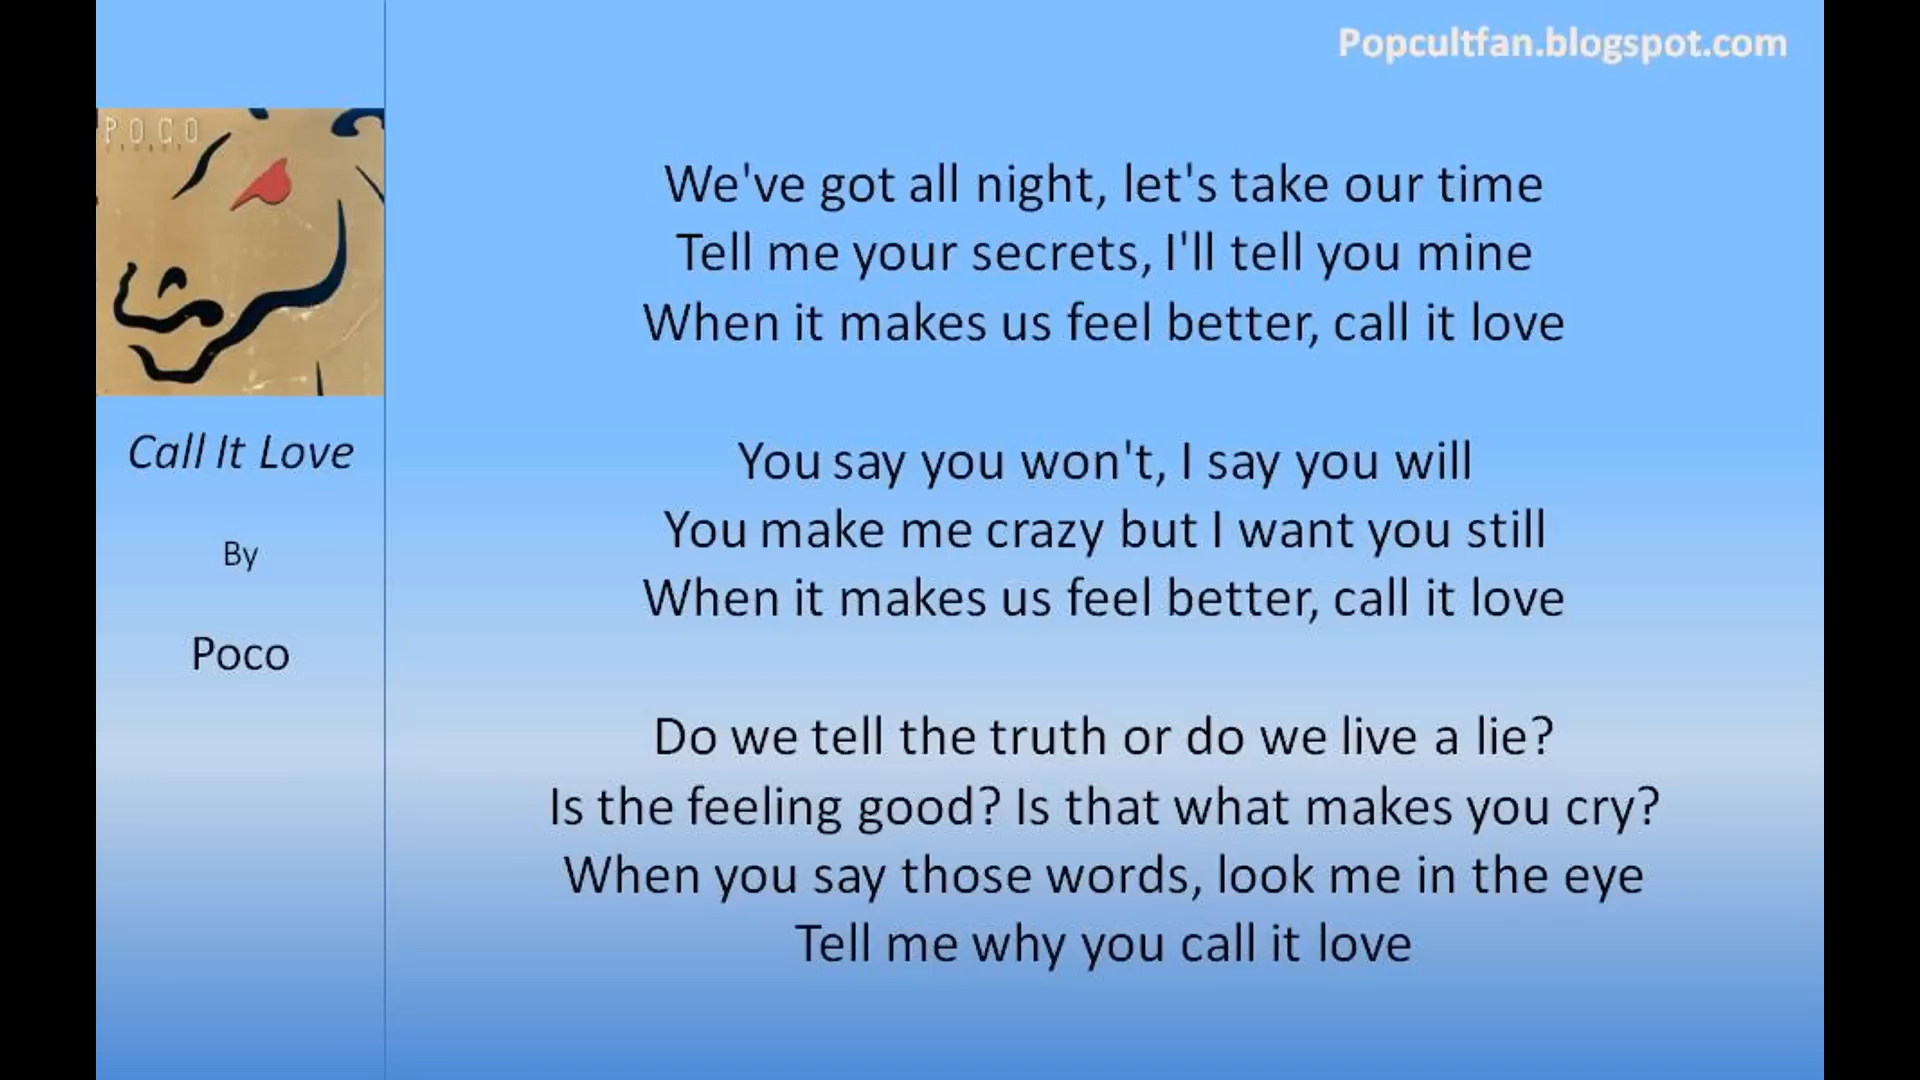 Popcultfan.blogspot.com
POCO
Call It Love
By
Poco
We've got all night, let's take our time
Tell me your secrets, I'll tell you mine
When it makes us feel better, call it love
You say you won't, I say you will
You make me crazy but I want you still
When it makes us feel better, call it love
Do we tell the truth or do we live a lie?
Is the feeling good? Is that what makes you cry?
When you say those words, look me in the eye
Tell me why you call it love